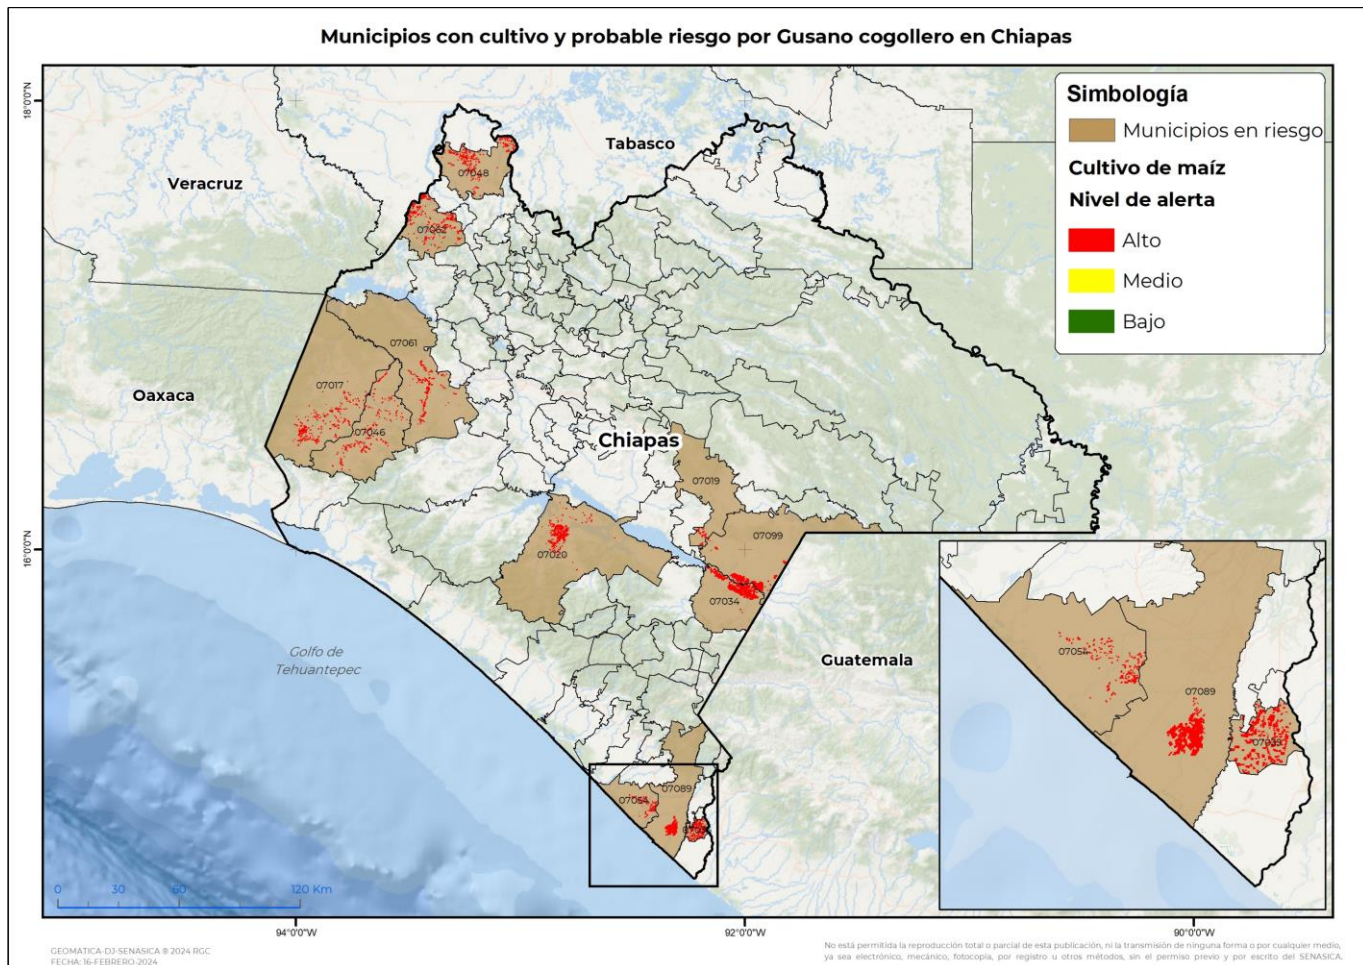 Municipios con cultivo y probable riesgo por Gusano cogollero en Chiapas
18°0'0"N
16°0'0"N
Simbología
Municipios en riesgo
Cultivo de maíz
Nivel de alerta
Alto
Medio
Bajo
Tabasco
Veracruz
07048
07062
07061
07017
Oaxaca
07046
Chiapas
07019
07099
07020
07034
Guatemala
Golfo de
Tehuantepec
07089
07054
07054
07089
0
30
60
120 Km
94°0'0"W
92°0'0"W
90°0'0"W
GEOMÁTICA-DJ-SENASICA ® 2024 RGC
FECHA: 16-FEBRERO-2024
No está permitida la reproducción total o parcial de esta publicación, ni la transmisión de ninguna forma o por cualquier medio,
ya sea electrónico, mecánico, fotocopia, por registro u otros métodos, sin el permiso previo y por escrito del SENASICA.